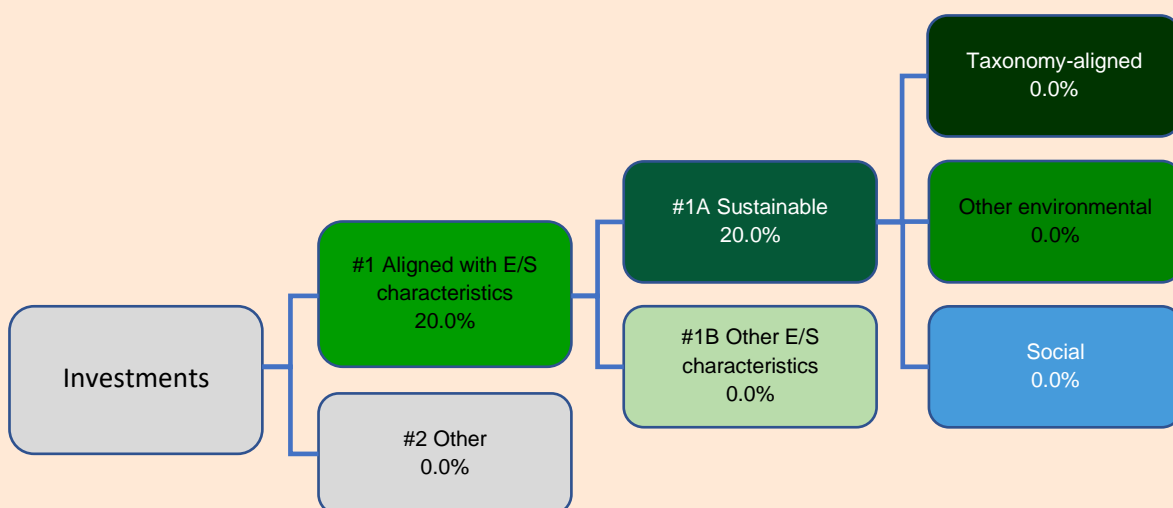 Investments
#1 Aligned with E/S
characteristics
20.0%
#2 Other
0.0%
#1A Sustainable
20.0%
#1B Other E/S
characteristics
0.0%
Taxonomy-aligned
0.0%
Other environmental
0.0%
Social
0.0%